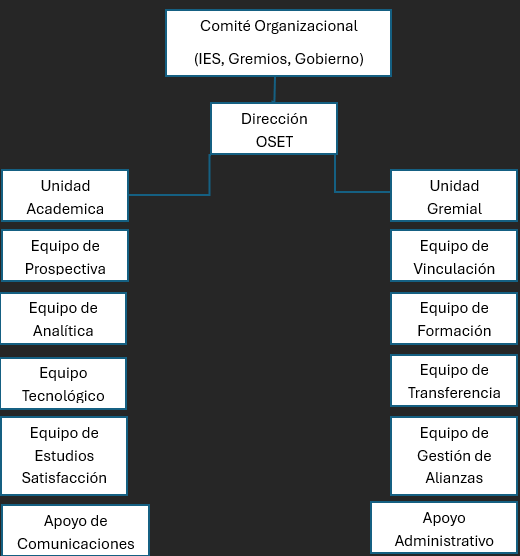 Comité Organizacional
(IES, Gremios, Gobierno)
Dirección
OSET
Unidad
Academica
Equipo de
Prospectiva
Equipo de
Analítica
Equipo
Tecnológico
Equipo de
Estudios
Satisfacción
Apoyo de
Comunicaciones
Unidad
Gremial
Equipo de
Vinculación
Equipo de
Formación
Equipo de
Transferencia
Equipo de
Gestión de
Alianzas
Apoyo
Administrativo